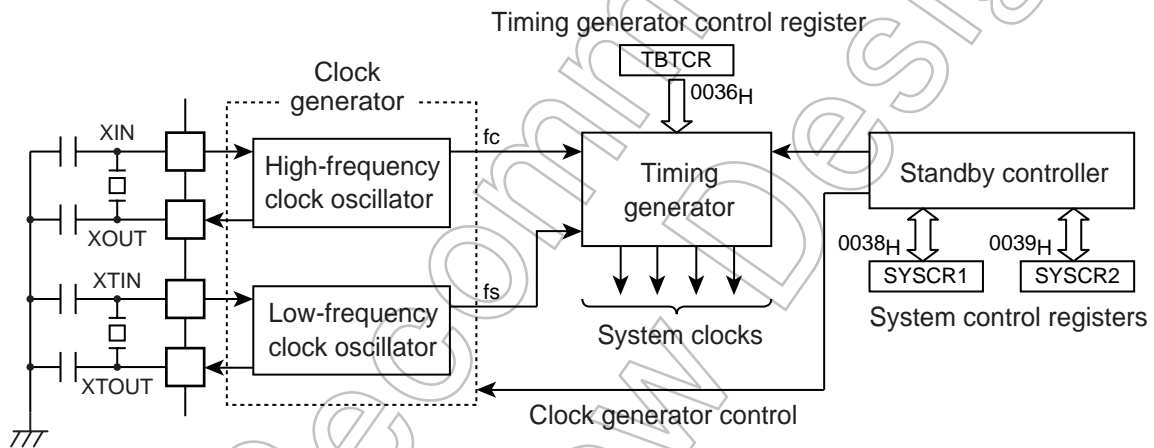 Timing generator control register
TBTCR
0036H
Clock
generator
XIN
High-frequency
clock oscillator
fc
Timing
generator
Standby controller
XOUT
0038H
0039H
SYSCR1
SYSCR2
XTIN
Low-frequency
clock oscillator
fs
System clocks
System control registers
XTOUT
Clock generator control